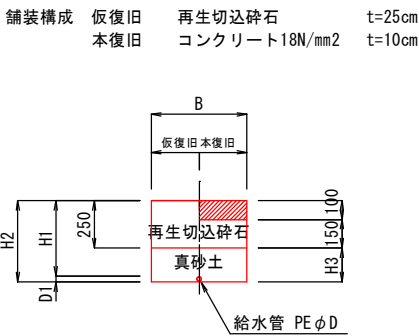 舗装構成 仮復旧 再生切込砕石 t=25cm
本復旧 コンクリート18N/mm2 t=10cm
B
仮復旧 本復旧
H2
H1
D1
250
再生切込砕石
真砂土
100
150
H3
給水管 PEφD